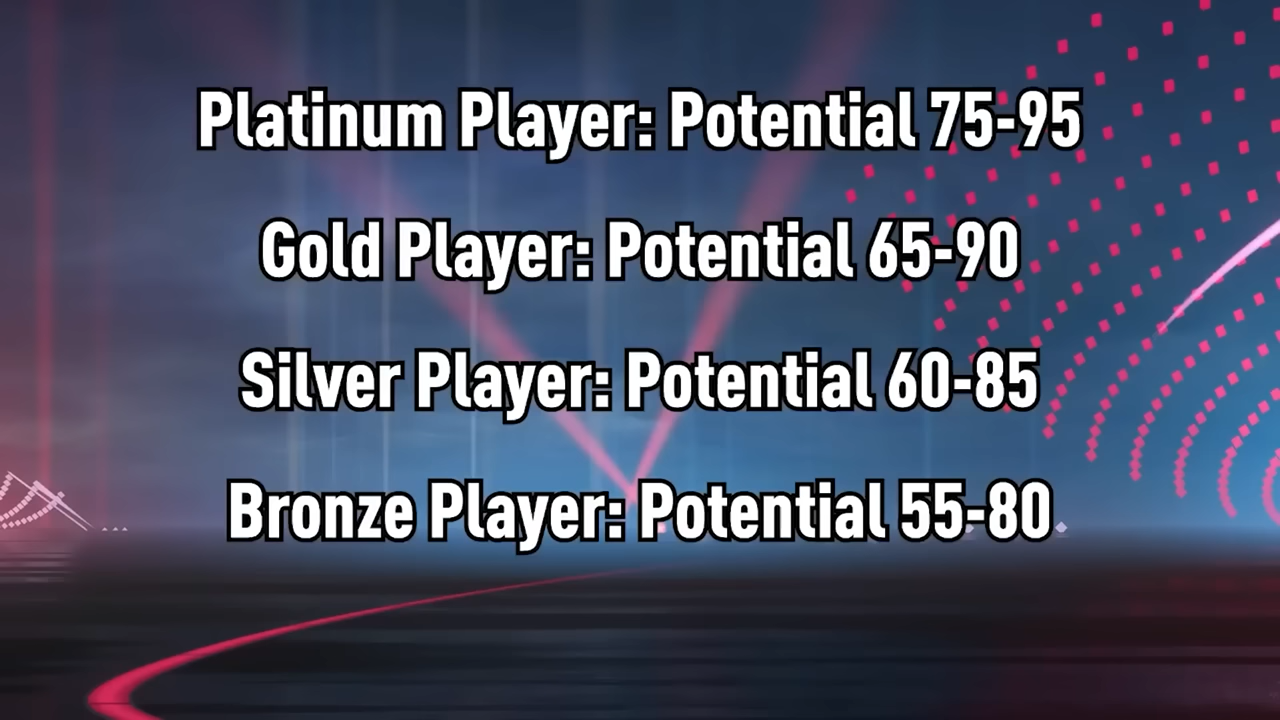 Platinum Player: Potential 75-95
Gold Player: Potential 65-90
Silver Player: Potential 60-85
Bronze Player: Potential 55-80